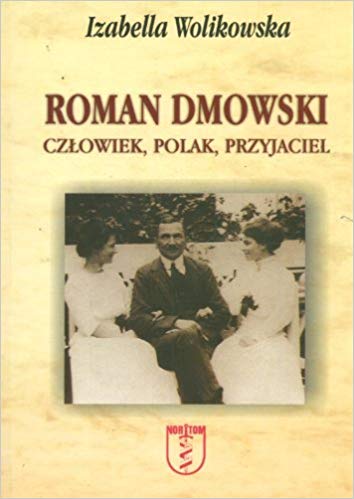 Izabella Wolikowska
ROMAN DMOWSKI
CZŁOWIEK, POLAK, PRZYJACIEL
NORTOM